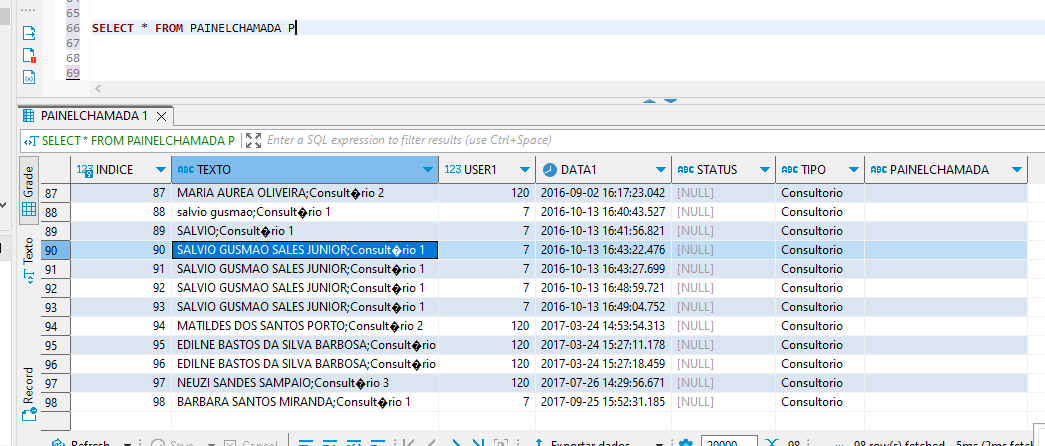 65
66 SELECT * FROM PAINELCHAMADA P
67
68
69
PAINELCHAMADA 1
SELECT * FROM PAINELCHAMADA P Enter a SQL expression to filter results (use Ctrl+Space)
Grade
Texto
Record
123 INDICE ABC TEXTO 123 USER1 DATA1 ABC STATUS ABC TIPO ABC PAINELCHAMADA
87 87 MARIA AUREA OLIVEIRA;Consult�rio 2 120 2016-09-02 16:17:23.042 [NULL] Consultorio
88 88 salvio gusmao;Consult�rio 1 7 2016-10-13 16:40:43.527 [NULL] Consultorio
89 89 SALVIO;Consult�rio 1 7 2016-10-13 16:41:56.821 [NULL] Consultorio
90 90 SALVIO GUSMAO SALES JUNIOR;Consult�rio 1 7 2016-10-13 16:43:22.476 [NULL] Consultorio
91 91 SALVIO GUSMAO SALES JUNIOR;Consult�rio 1 7 2016-10-13 16:43:27.699 [NULL] Consultorio
92 92 SALVIO GUSMAO SALES JUNIOR;Consult�rio 1 7 2016-10-13 16:48:59.721 [NULL] Consultorio
93 93 SALVIO GUSMAO SALES JUNIOR;Consult�rio 1 7 2016-10-13 16:49:04.752 [NULL] Consultorio
94 94 MATILDES DOS SANTOS PORTO;Consult�rio 2 120 2017-03-24 14:53:54.313 [NULL] Consultorio
95 95 EDILNE BASTOS DA SILVA BARBOSA;Consult�rio 120 2017-03-24 15:27:11.178 [NULL] Consultorio
96 96 EDILNE BASTOS DA SILVA BARBOSA;Consult�rio 120 2017-03-24 15:27:18.459 [NULL] Consultorio
97 97 NEUZI SANDES SAMPAIO;Consult�rio 3 120 2017-07-26 14:29:56.671 [NULL] Consultorio
98 98 BARBARA SANTOS MIRANDA;Consult�rio 1 7 2017-09-25 15:52:31.185 [NULL] Consultorio
Refresh Save Cancel Exportar dados 20000 98 98 row(s) fetched